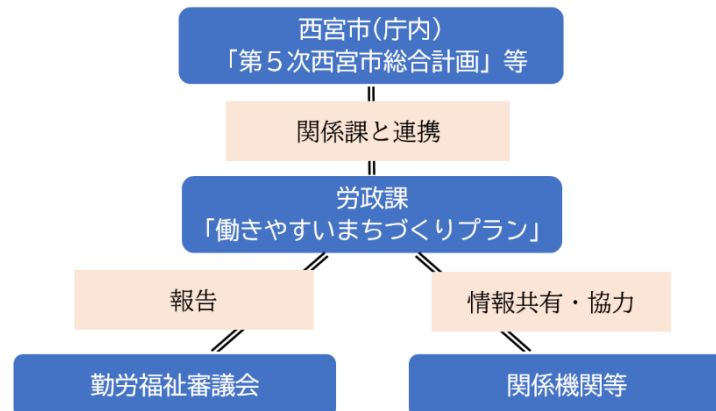 西宮市(庁内)
「第５次西宮市総合計画」等
関係課と連携
労政課
「働きやすいまちづくりプラン」
報告
情報共有・協力
勤労福祉審議会
関係機関等